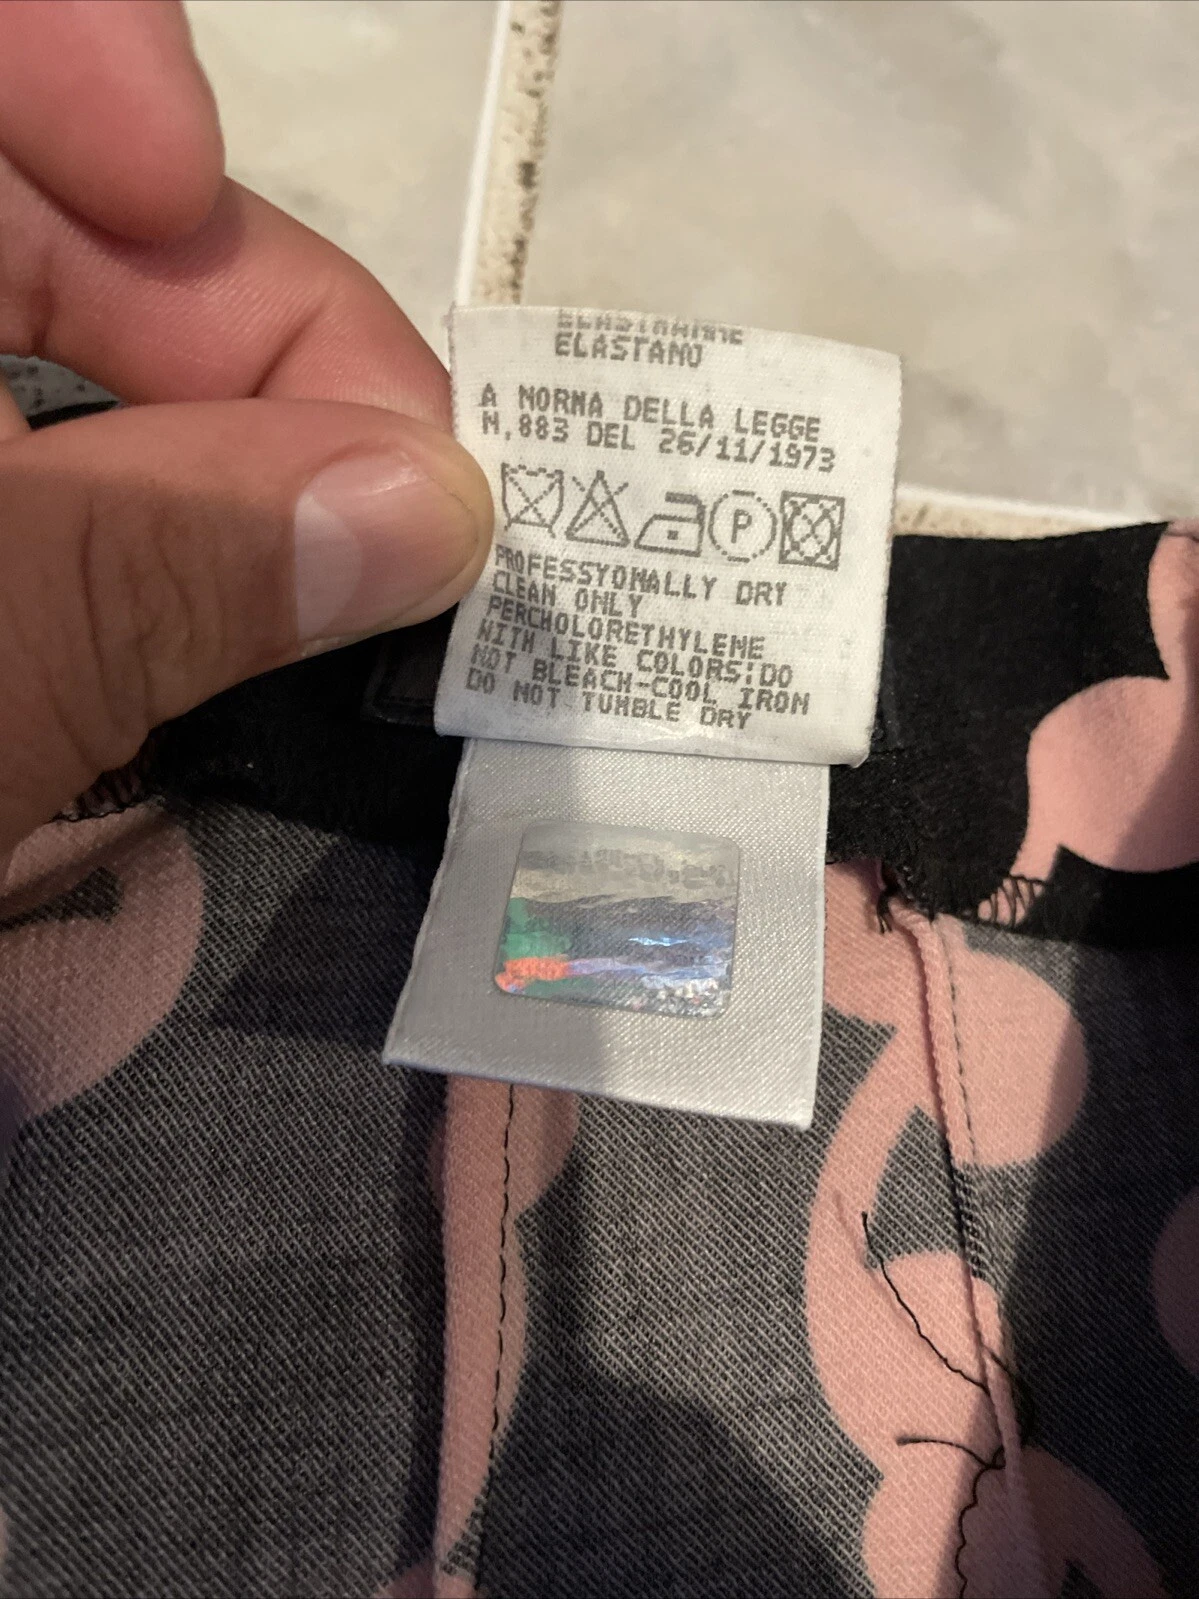 ELASTHANNE
ELASTANO
A NORMA DELLA LEGGE
N.883 DEL 26/11/1973
P
PROFESSYONALLY DRY
CLEAN ONLY
PERCHOLORETHYLENE
WITH LIKE COLORS:DO
NOT BLEACH-COOL IRON
DO NOT TUMBLE DRY